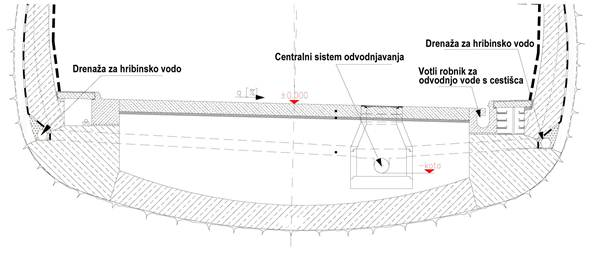 Drenaža za hribinsko vodo
Centralni sistem odvodnjavanja
Drenaža za hribinsko vodo
Votli robnik za
odvodnjo vode s cestišca
q [%]
±0.000
-kota